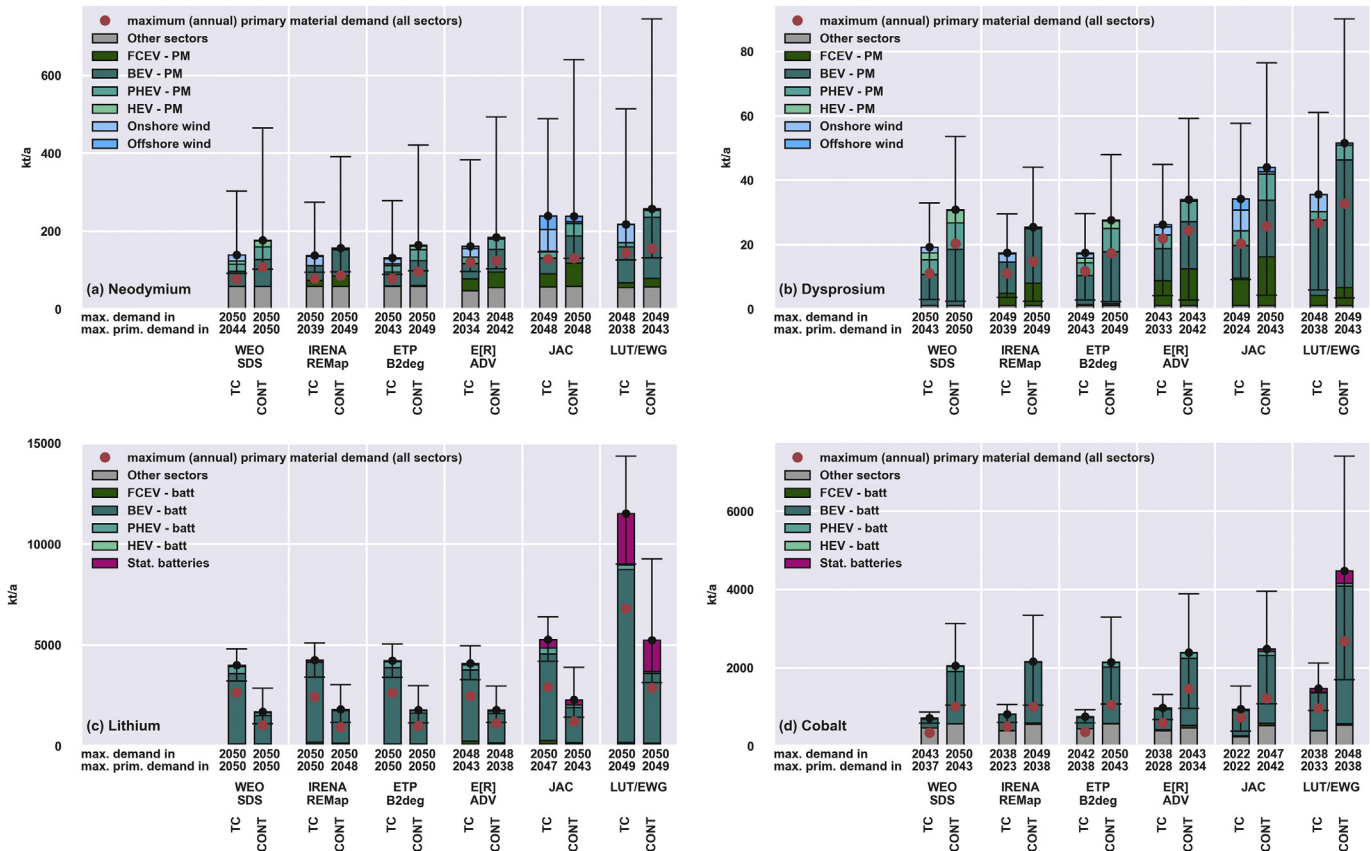 maximum (annual) primary material demand (all sectors)
Other sectors
FCEV - PM
BEV - PM
PHEV - PM
HEV - PM
Onshore wind
Offshore wind
kt/a
600
400
200
0
(a) Neodymium
max. demand in 2050 2050 2050 2050 2050 2050 2043 2048 2049 2050 2048 2049
max. prim. demand in 2044 2050 2039 2049 2043 2049 2034 2042 2048 2048 2038 2043
WEO IRENA ETP E[R] JAC LUT/EWG
SDS REMap B2deg ADV
TC CONT TC CONT TC CONT TC CONT TC CONT TC CONT
maximum (annual) primary material demand (all sectors)
Other sectors
FCEV - PM
BEV - PM
PHEV - PM
HEV - PM
Onshore wind
Offshore wind
kt/a
80
60
40
20
0
(b) Dysprosium
max. demand in 2050 2050 2049 2050 2050 2050 2043 2043 2049 2050 2048 2049
max. prim. demand in 2043 2050 2039 2049 2043 2049 2033 2042 2024 2043 2038 2043
WEO IRENA ETP E[R] JAC LUT/EWG
SDS REMap B2deg ADV
TC CONT TC CONT TC CONT TC CONT TC CONT TC CONT
15000
maximum (annual) primary material demand (all sectors)
Other sectors
FCEV - batt
BEV - batt
PHEV - batt
HEV - batt
Stat. batteries
kt/a
10000
5000
0
(c) Lithium
max. demand in 2050 2050 2050 2050 2050 2050 2048 2048 2050 2050 2050 2050
max. prim. demand in 2050 2050 2050 2048 2050 2050 2043 2038 2047 2043 2049 2049
WEO IRENA ETP E[R] JAC LUT/EWG
SDS REMap B2deg ADV
TC CONT TC CONT TC CONT TC CONT TC CONT TC CONT
maximum (annual) primary material demand (all sectors)
Other sectors
FCEV - batt
BEV - batt
PHEV - batt
HEV - batt
Stat. batteries
kt/a
6000
4000
2000
0
(d) Cobalt
max. demand in 2043 2050 2038 2049 2042 2050 2038 2043 2022 2047 2038 2048
max. prim. demand in 2037 2043 2023 2038 2038 2043 2028 2034 2022 2042 2033 2038
WEO IRENA ETP E[R] JAC LUT/EWG
SDS REMap B2deg ADV
TC CONT TC CONT TC CONT TC CONT TC CONT TC CONT